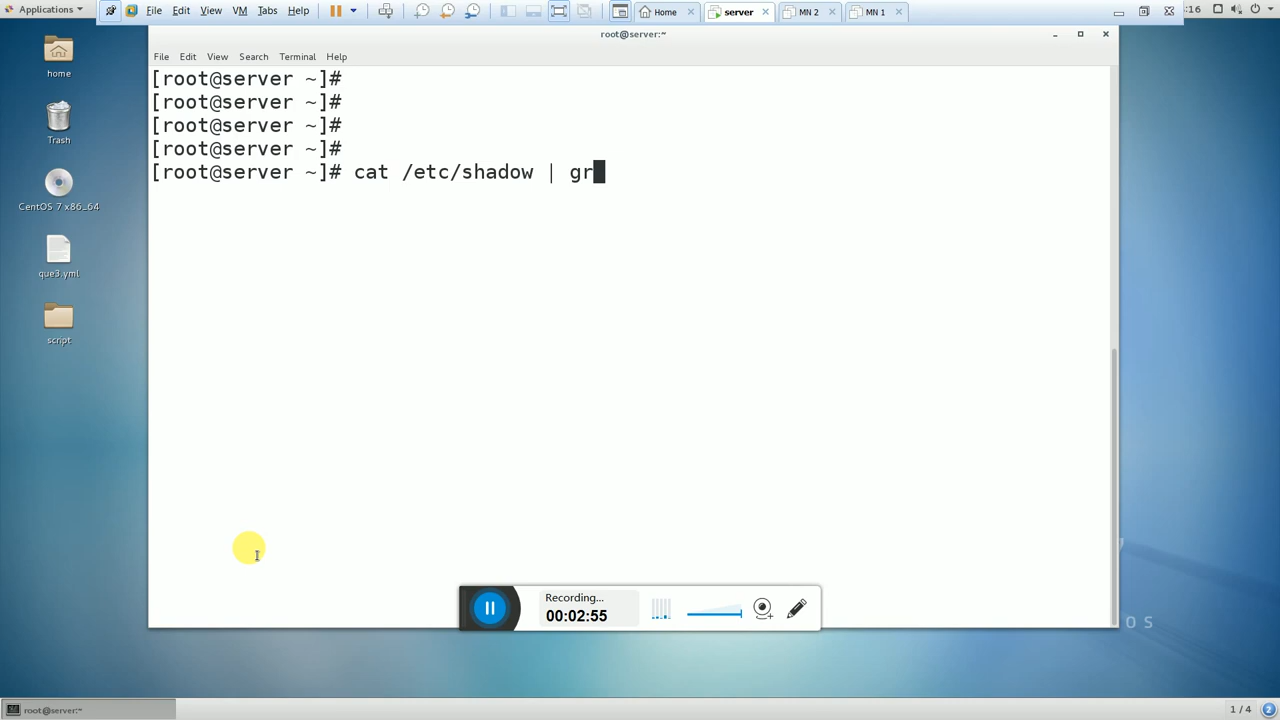 Applications
File Edit View VM Tabs Help
Home
server
MN 2
MN 1
:16
root@server:~
File Edit View Search Terminal Help
[root@server ~]#
[root@server ~]#
[root@server ~]#
[root@server ~]#
[root@server ~]# cat /etc/shadow | gr
home
Trash
CentOS 7 x86_64
que3.yml
script
Recording...
00:02:55
O S
root@server:~
1 / 4
2